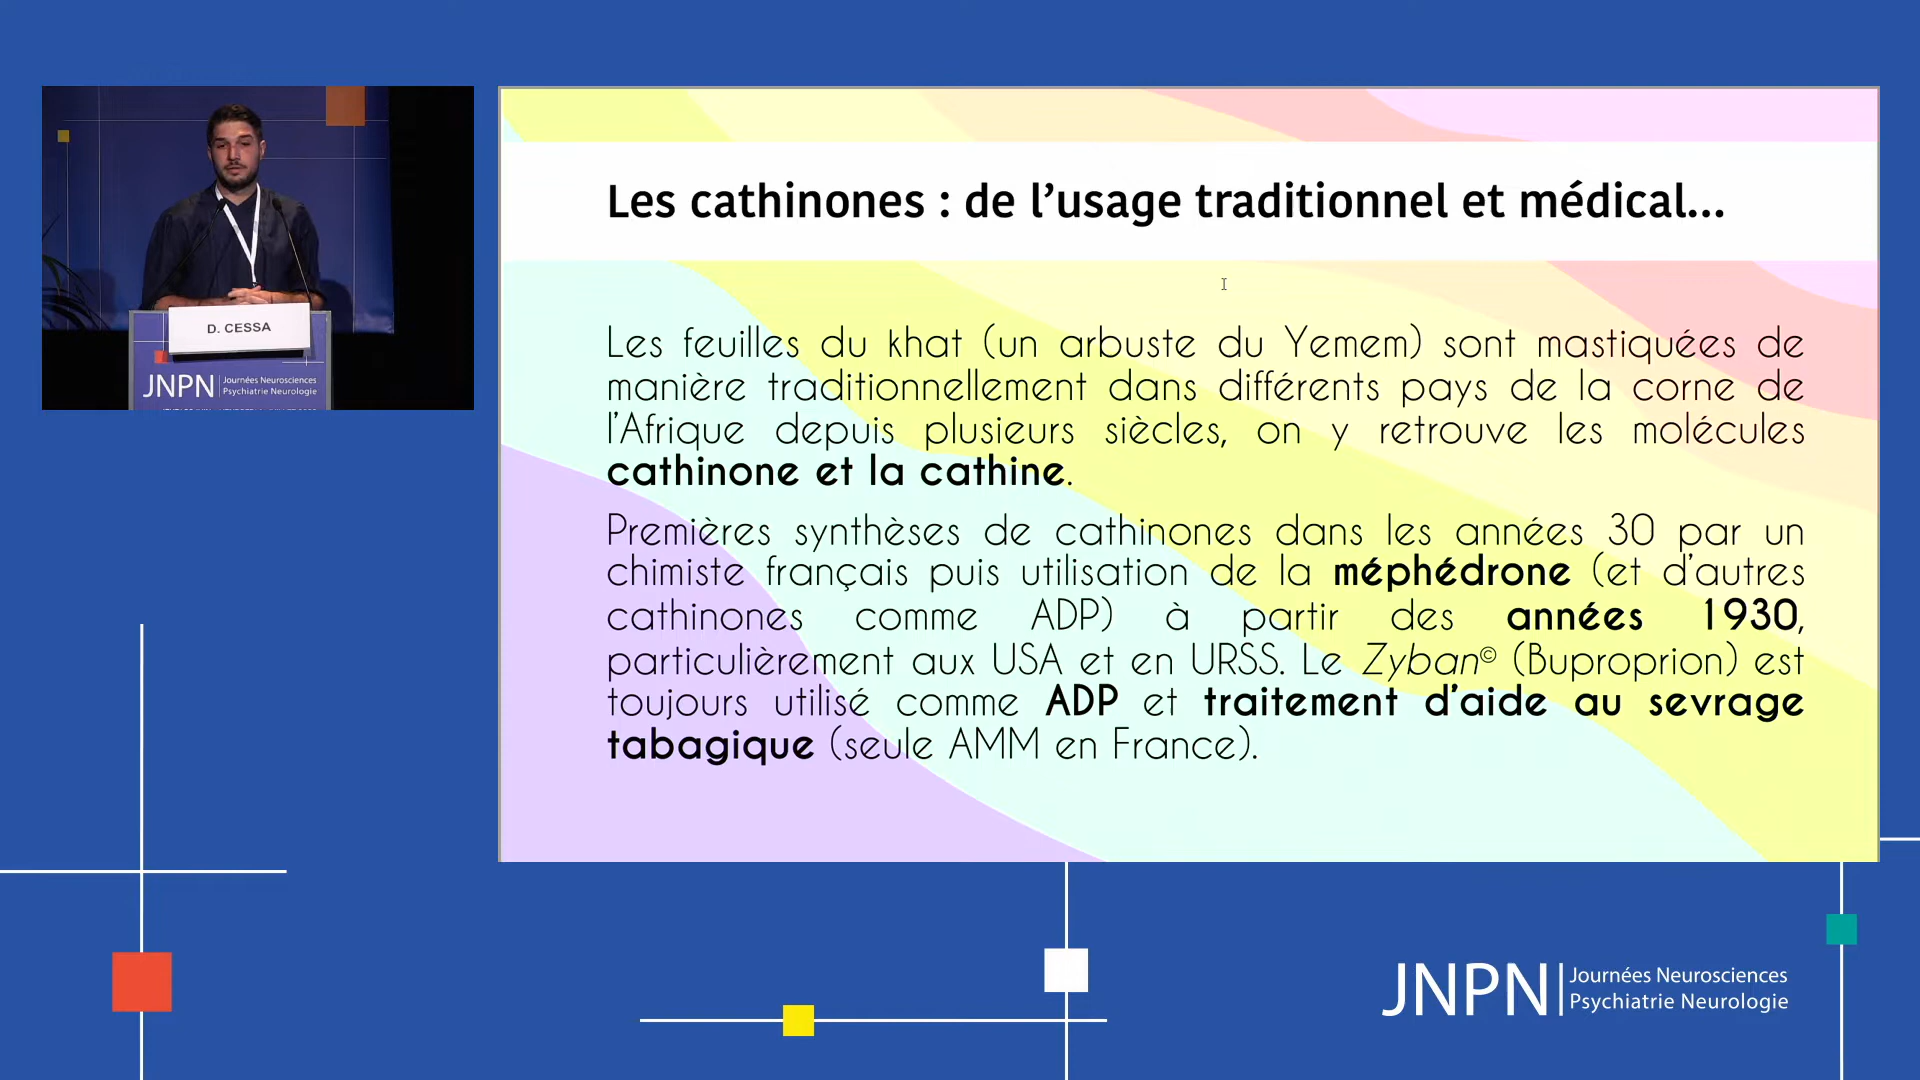 D. CESSA
JNPN Journées Neurosciences
Psychiatrie Neurologie
Les cathinones : de l’usage traditionnel et médical...
Les feuilles du khat (un arbuste du Yemem) sont mastiquées de
manière traditionnellement dans différents pays de la corne de
l’Afrique depuis plusieurs siècles, on y retrouve les molécules
cathinone et la cathine.
Premières synthèses de cathinones dans les années 30 par un
chimiste français puis utilisation de la méphédrone (et d’autres
cathinones comme ADP) à partir des années 1930,
particulièrement aux USA et en URSS. Le Zyban© (Buproprion) est
toujours utilisé comme ADP et traitement d’aide au sevrage
tabagique (seule AMM en France).
JNPN Journées Neurosciences
Psychiatrie Neurologie